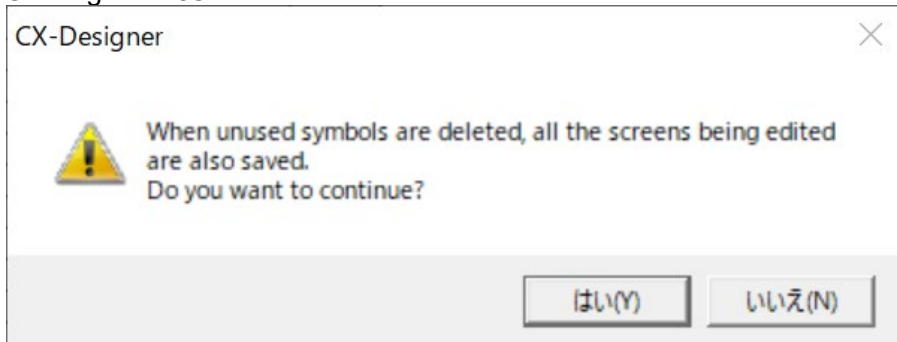 CX-Designer
When unused symbols are deleted, all the screens being edited
are also saved.
Do you want to continue?
はい(Y)
いいえ(N)